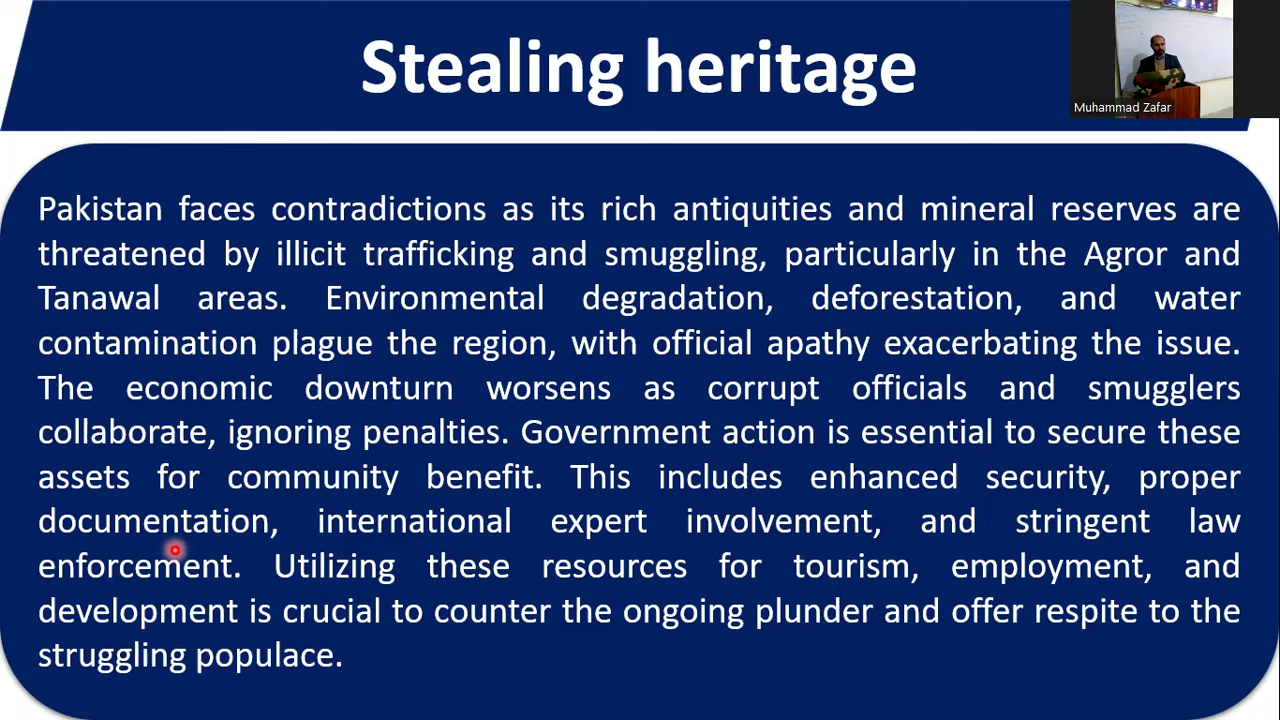 Stealing heritage
Muhammad Zafar
Pakistan faces contradictions as its rich antiquities and mineral reserves are
threatened by illicit trafficking and smuggling, particularly in the Agror and
Tanawal areas. Environmental degradation, deforestation, and water
contamination plague the region, with official apathy exacerbating the issue.
The economic downturn worsens as corrupt officials and smugglers
collaborate, ignoring penalties. Government action is essential to secure these
assets for community benefit. This includes enhanced security, proper
documentation, international expert involvement, and stringent law
enforcement. Utilizing these resources for tourism, employment, and
development is crucial to counter the ongoing plunder and offer respite to the
struggling populace.